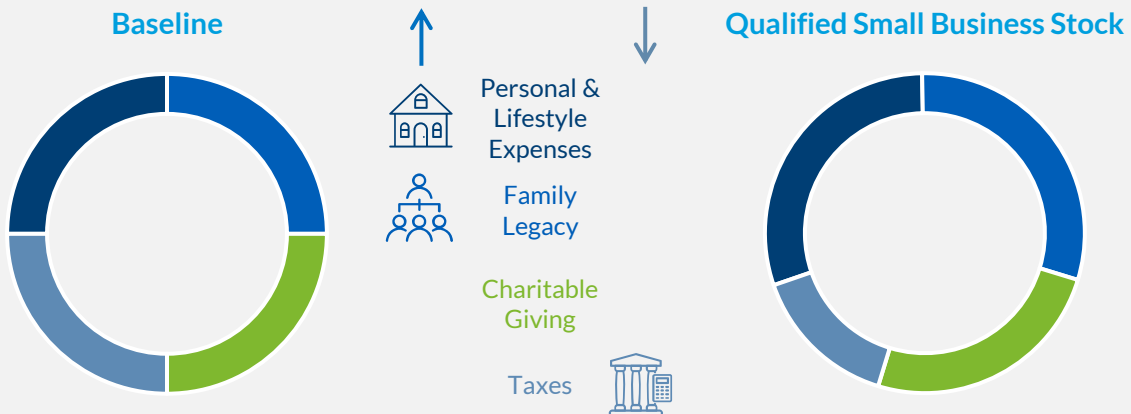 Baseline
Qualified Small Business Stock
Personal &
Lifestyle
Expenses
Family
Legacy
Charitable
Giving
Taxes